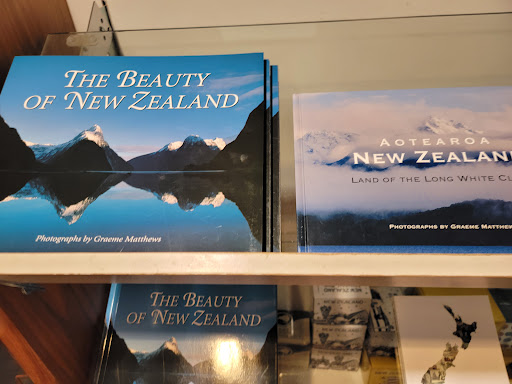 THE BEAUTY
OF NEW ZEALAND
Photographs by Graeme Matthews
AOTEAROA
NEW ZEALAND
LAND OF THE LONG WHITE CL
PHOTOGRAPHS BY GRAEME MATTHEW
THE BEAUTY
OF NEW ZEALAND